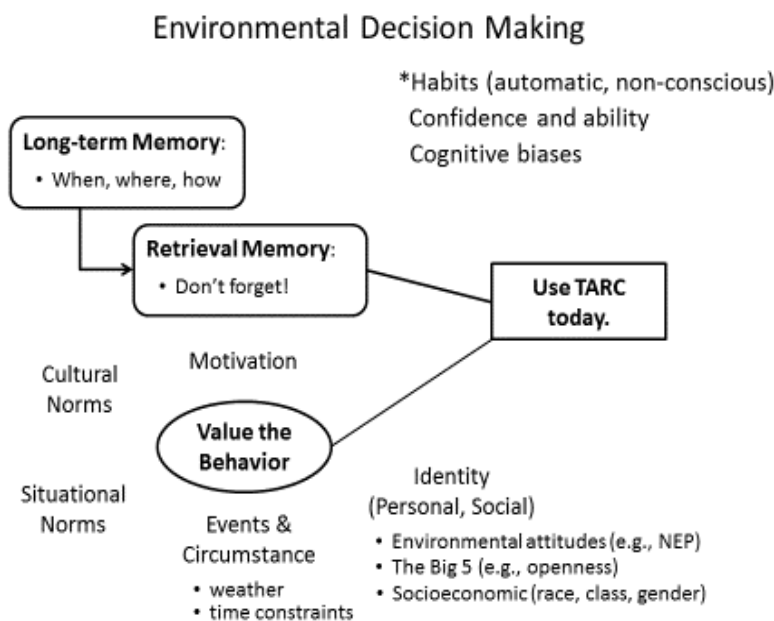 Environmental Decision Making
*Habits (automatic, non-conscious)
Confidence and ability
Cognitive biases
Long-term Memory:
• When, where, how
Retrieval Memory:
• Don't forget!
Use TARC
today.
Motivation
Cultural
Norms
Value the
Behavior
Situational
Norms
Events &
Circumstance
• weather
• time constraints
Identity
(Personal, Social)
• Environmental attitudes (e.g., NEP)
• The Big 5 (e.g., openness)
• Socioeconomic (race, class, gender)